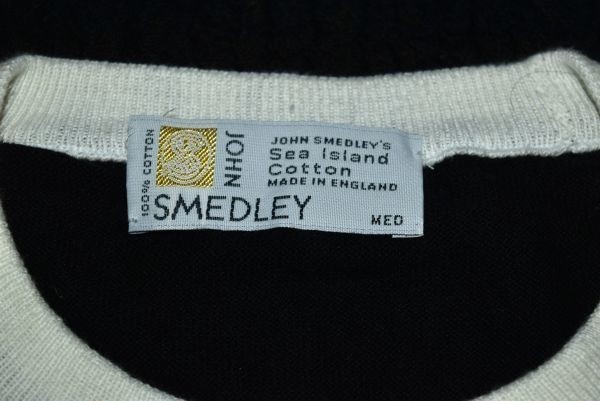 100% COTTON
JOHN
SMEDLEY
JOHN SMEDLEY'S
Sea Island
Cotton
MADE IN ENGLAND
MED